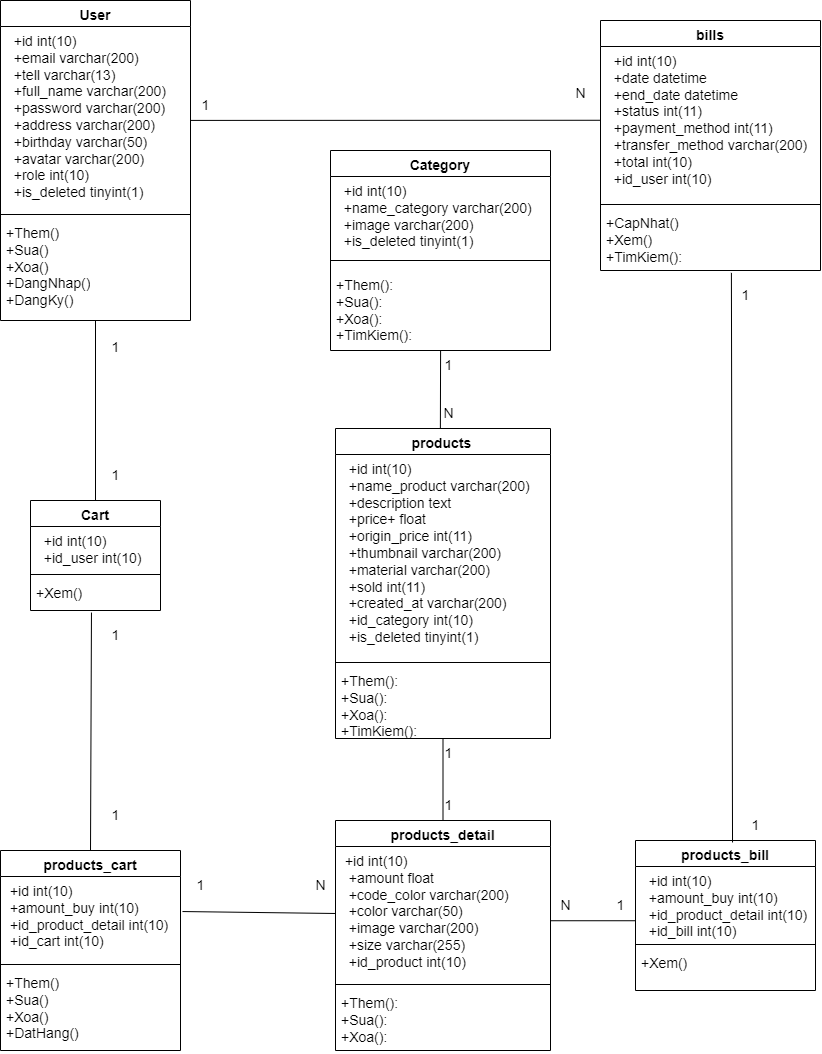 User
+id int(10)
+email varchar(200)
+tell varchar(13)
+full_name varchar(200)
+password varchar(200)
+address varchar(200)
+birthday varchar(50)
+avatar varchar(200)
+role int(10)
+is_deleted tinyint(1)
+Them()
+Sua()
+Xoa()
+DangNhap()
+DangKy()
1
N
bills
+id int(10)
+date datetime
+end_date datetime
+status int(11)
+payment_method int(11)
+transfer_method varchar(200)
+total int(10)
+id_user int(10)
+CapNhat()
+Xem()
+TimKiem():
Category
+id int(10)
+name_category varchar(200)
+image varchar(200)
+is_deleted tinyint(1)
+Them():
+Sua():
+Xoa():
+TimKiem():
1
1
1
N
products
+id int(10)
+name_product varchar(200)
+description text
+price+ float
+origin_price int(11)
+thumbnail varchar(200)
+material varchar(200)
+sold int(11)
+created_at varchar(200)
+id_category int(10)
+is_deleted tinyint(1)
+Them():
+Sua():
+Xoa():
+TimKiem():
1
Cart
+id int(10)
+id_user int(10)
+Xem()
1
1
1
1
1
products_cart
+id int(10)
+amount_buy int(10)
+id_product_detail int(10)
+id_cart int(10)
+Them()
+Sua()
+Xoa()
+DatHang()
1
N
products_detail
+id int(10)
+amount float
+code_color varchar(200)
+color varchar(50)
+image varchar(200)
+size varchar(255)
+id_product int(10)
+Them():
+Sua():
+Xoa():
N
1
products_bill
+id int(10)
+amount_buy int(10)
+id_product_detail int(10)
+id_bill int(10)
+Xem()